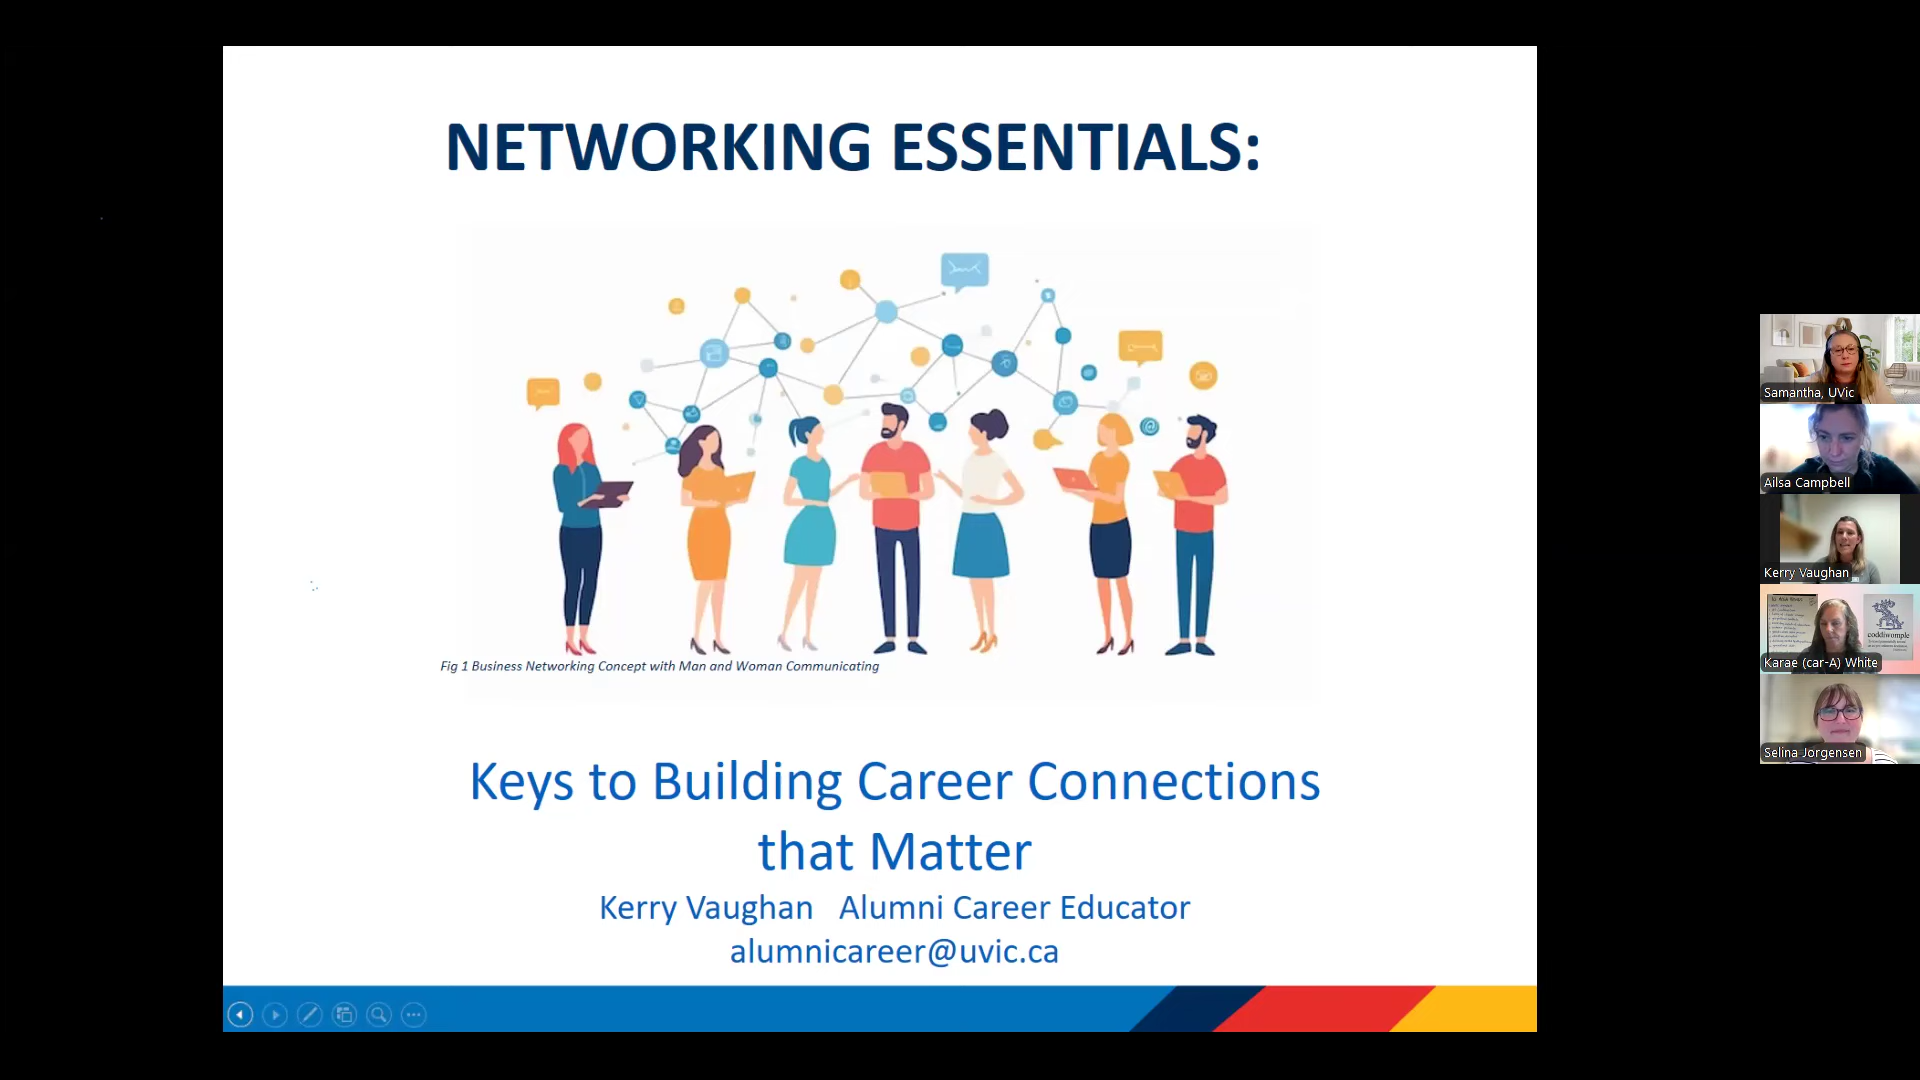 NETWORKING ESSENTIALS:
Fig 1 Business Networking Concept with Man and Woman Communicating
Keys to Building Career Connections
that Matter
Kerry Vaughan Alumni Career Educator
alumnicareer@uvic.ca
Samantha, UVic
Ailsa Campbell
Kerry Vaughan
coddiwomple
Karae (car-A) White
Selina Jorgensen